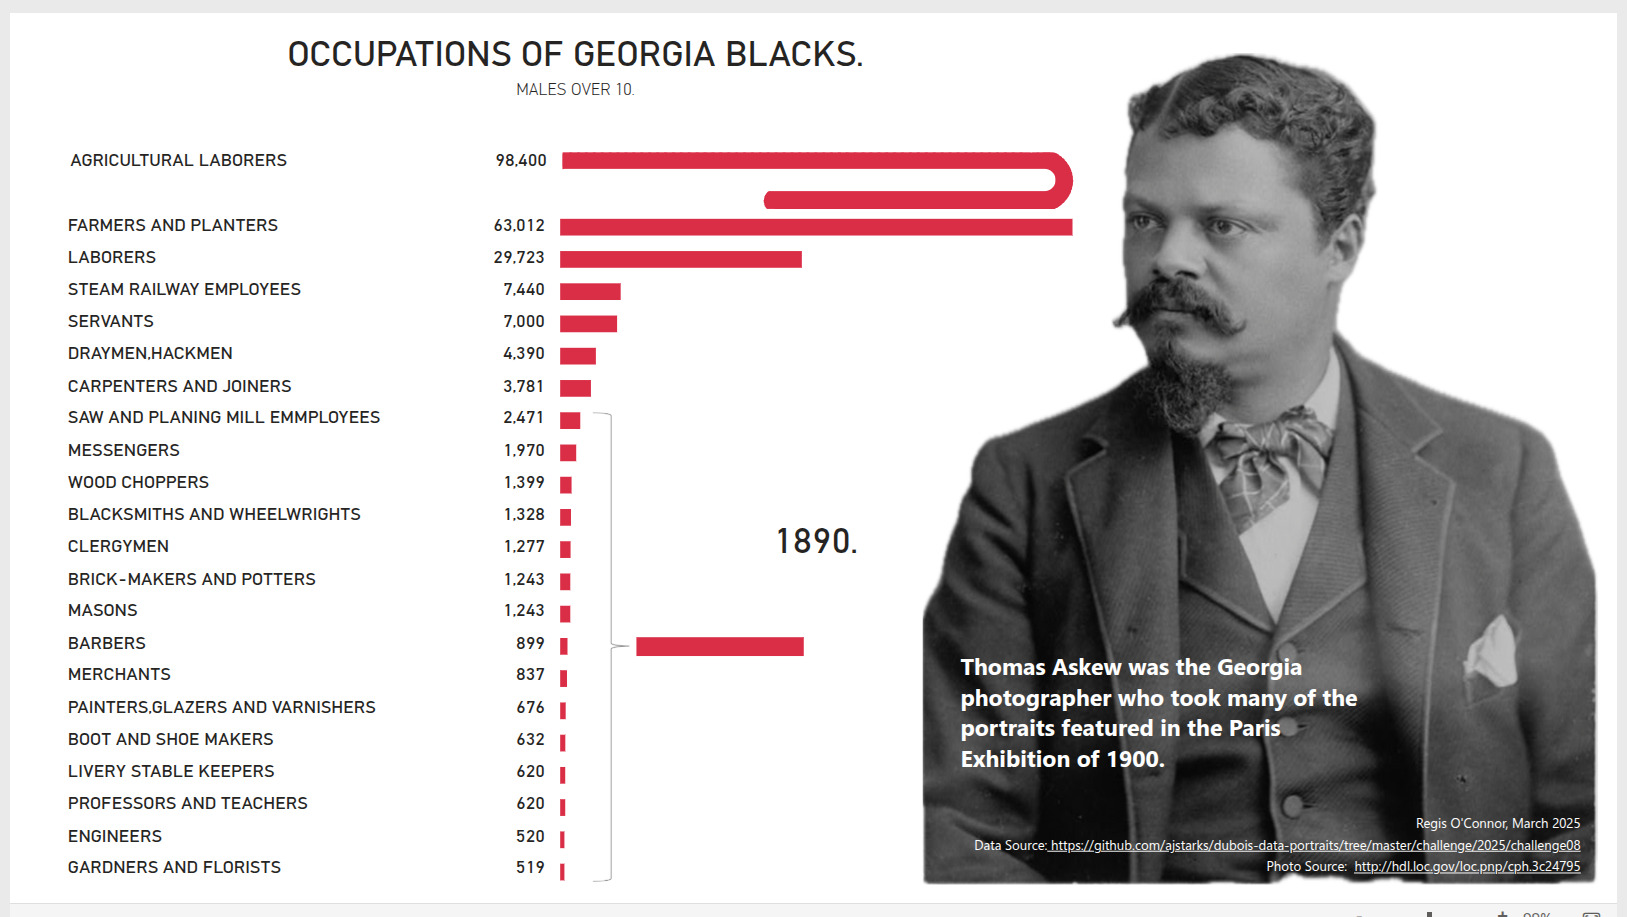 OCCUPATIONS OF GEORGIA BLACKS.
MALES OVER 10.
AGRICULTURAL LABORERS 98,400
FARMERS AND PLANTERS 63,012
LABORERS 29,723
STEAM RAILWAY EMPLOYEES 7,440
SERVANTS 7,000
DRAYMEN,HACKMEN 4,390
CARPENTERS AND JOINERS 3,781
SAW AND PLANING MILL EMMPLOYEES 2,471
MESSENGERS 1,970
WOOD CHOPPERS 1,399
BLACKSMITHS AND WHEELWRIGHTS 1,328
CLERGYMEN 1,277
BRICK-MAKERS AND POTTERS 1,243
MASONS 1,243
BARBERS 899
MERCHANTS 837
PAINTERS,GLAZERS AND VARNISHERS 676
BOOT AND SHOE MAKERS 632
LIVERY STABLE KEEPERS 620
PROFESSORS AND TEACHERS 620
ENGINEERS 520
GARDNERS AND FLORISTS 519
1890.
Thomas Askew was the Georgia
photographer who took many of the
portraits featured in the Paris
Exhibition of 1900.
Regis O'Connor, March 2025
Data Source: https://github.com/ajstarks/dubois-data-portraits/tree/master/challenge/2025/challenge08
Photo Source: http://hdl.loc.gov/loc.pnp/cph.3c24795